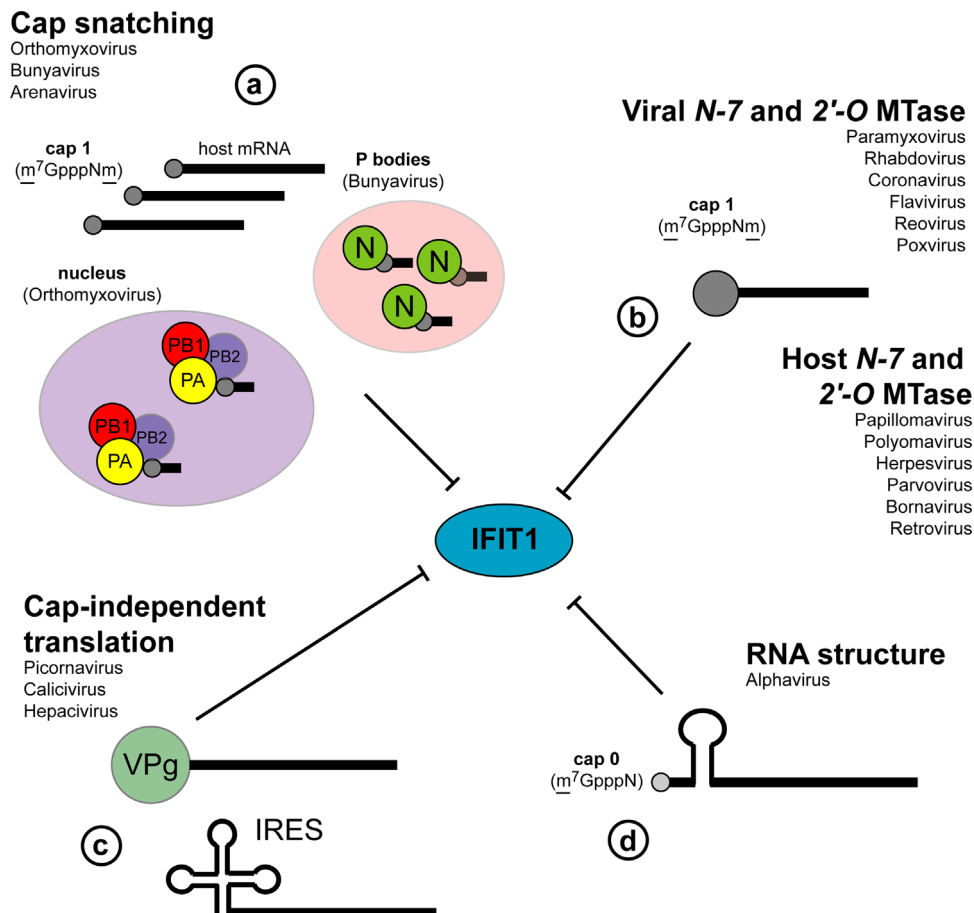 Cap snatching
Orthomyxovirus
Bunyavirus
Arenavirus
a
cap 1
(m⁷GpppNm)
host mRNA
P bodies
(Bunyavirus)
N
N
N
nucleus
(Orthomyxovirus)
PB1
PB2
PA
PB1
PB2
PA
Viral N-7 and 2'-O MTase
Paramyxovirus
Rhabdovirus
Coronavirus
Flavivirus
Reovirus
Poxvirus
cap 1
(m⁷GpppNm)
b
Host N-7 and
2'-O MTase
Papillomavirus
Polyomavirus
Herpesvirus
Parvovirus
Bornavirus
Retrovirus
IFIT1
Cap-independent
translation
Picornavirus
Calicivirus
Hepacivirus
VPg
c
IRES
RNA structure
Alphavirus
cap 0
(m⁷GpppN)
d